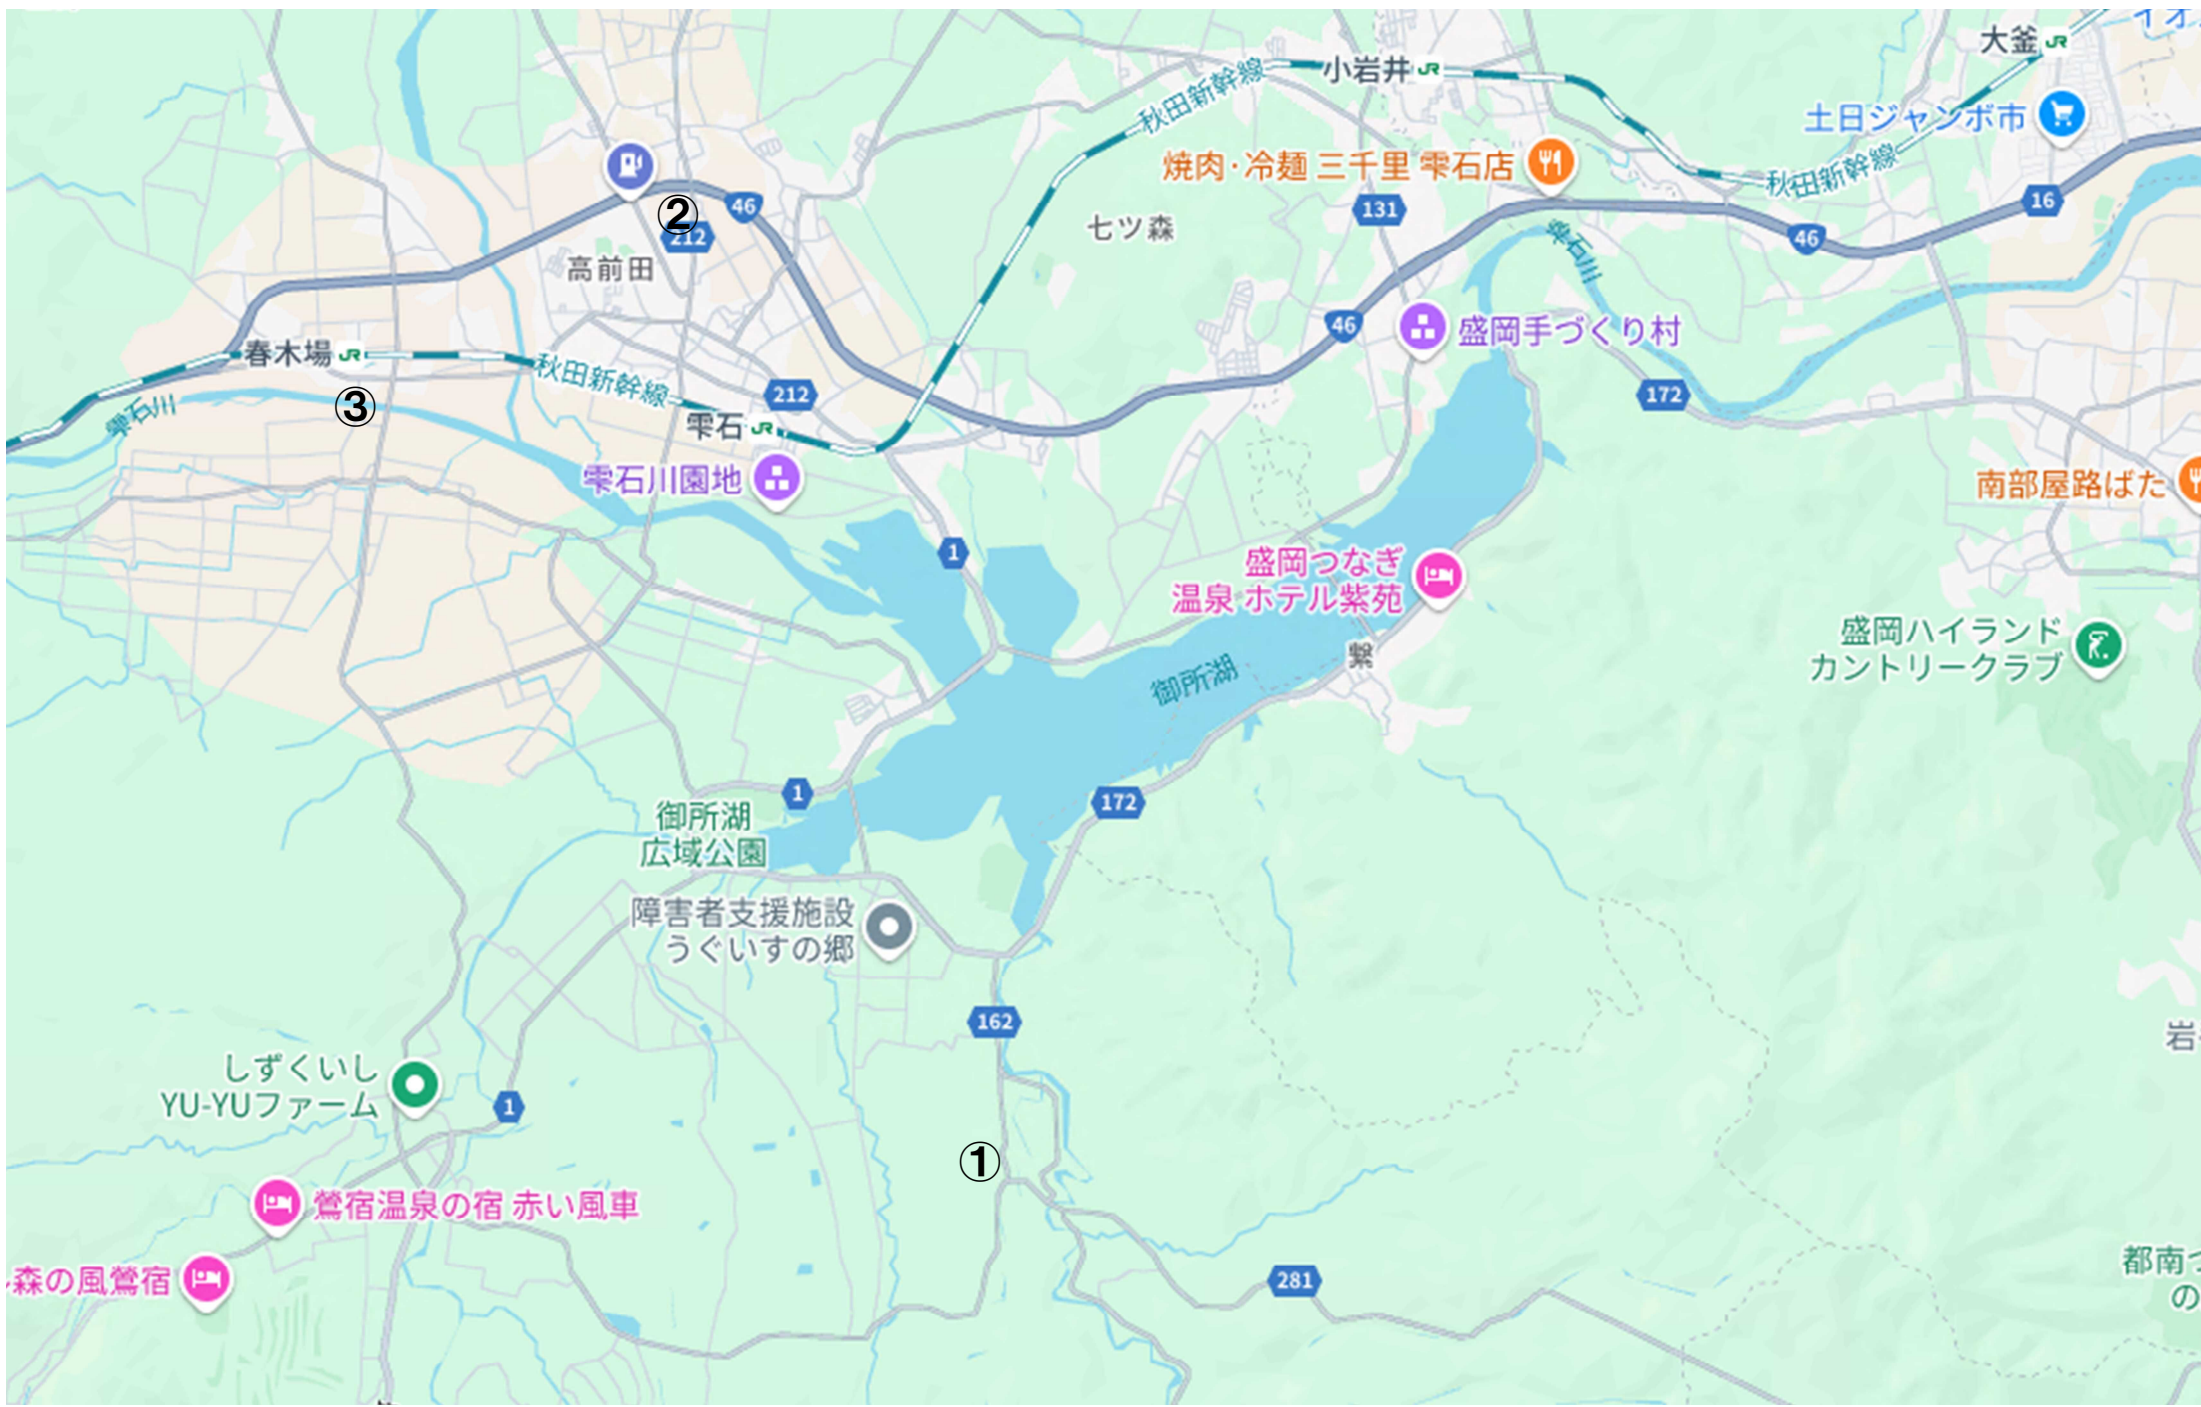 大釜
小岩井
秋田新幹線
土日ジャンボ市
焼肉·冷麺 三千里 雫石店
秋田新幹線
16
②
46
212
131
七ツ森
雫石川
46
高前田
46
盛岡手づくり村
春木場
秋田新幹線
212
172
③
雫石川
雫石
雫石川園地
南部屋路ばた
1
盛岡つなぎ
温泉 ホテル紫苑
盛岡ハイランド
カントリークラブ
繋
御所湖
1
172
御所湖
広域公園
障害者支援施設
うぐいすの郷
162
岩
しずくいし
YU-YUファーム
1
①
鶯宿温泉の宿 赤い風車
森の風鶯宿
281
都南つ
の